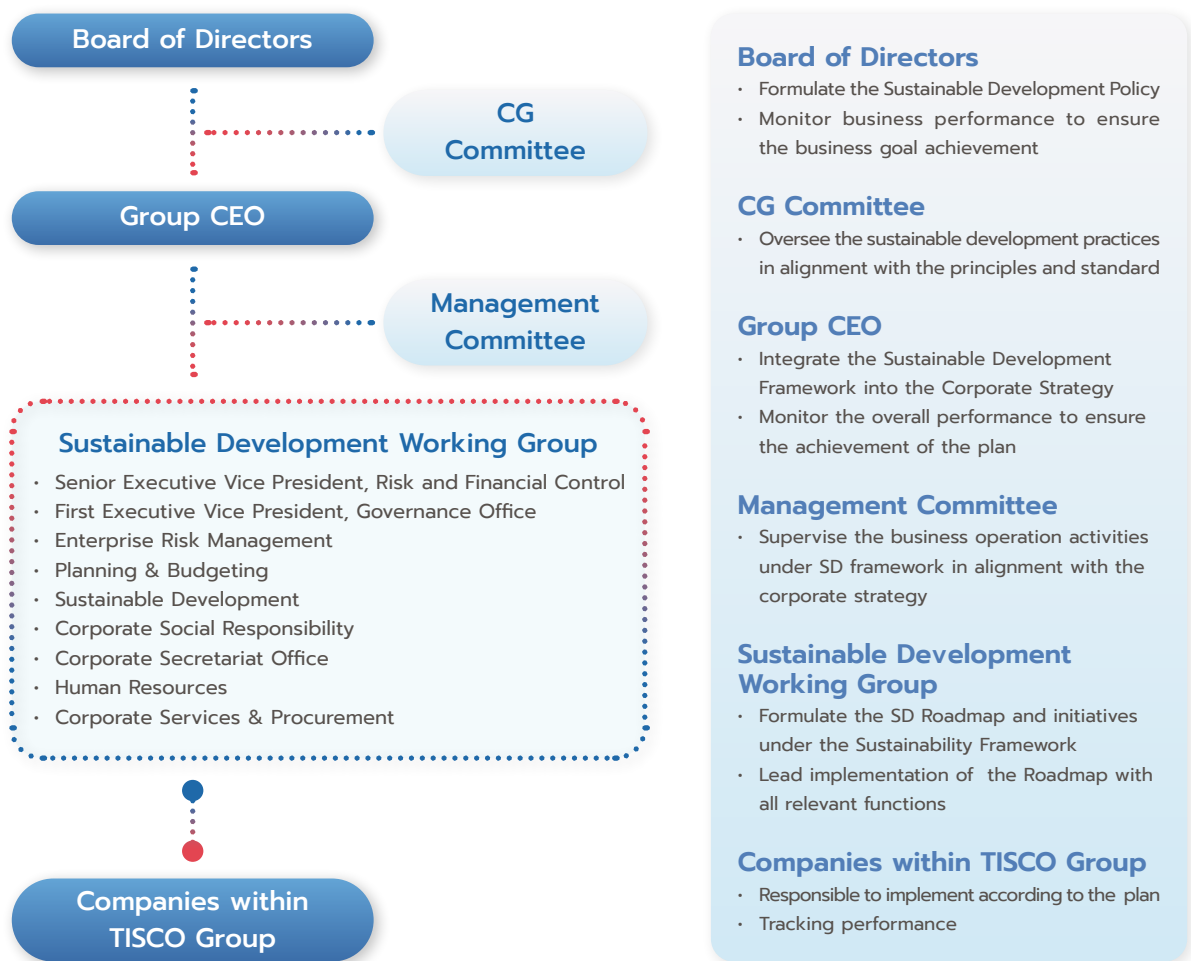 Board of Directors
CG
Committee
Group CEO
Management
Committee
Sustainable Development Working Group
• Senior Executive Vice President, Risk and Financial Control
• First Executive Vice President, Governance Office
• Enterprise Risk Management
• Planning & Budgeting
• Sustainable Development
• Corporate Social Responsibility
• Corporate Secretariat Office
• Human Resources
• Corporate Services & Procurement
Companies within
TISCO Group
Board of Directors
• Formulate the Sustainable Development Policy
• Monitor business performance to ensure
the business goal achievement
CG Committee
• Oversee the sustainable development practices
in alignment with the principles and standard
Group CEO
• Integrate the Sustainable Development
Framework into the Corporate Strategy
• Monitor the overall performance to ensure
the achievement of the plan
Management Committee
• Supervise the business operation activities
under SD framework in alignment with the
corporate strategy
Sustainable Development
Working Group
• Formulate the SD Roadmap and initiatives
under the Sustainability Framework
• Lead implementation of the Roadmap with
all relevant functions
Companies within TISCO Group
• Responsible to implement according to the plan
• Tracking performance